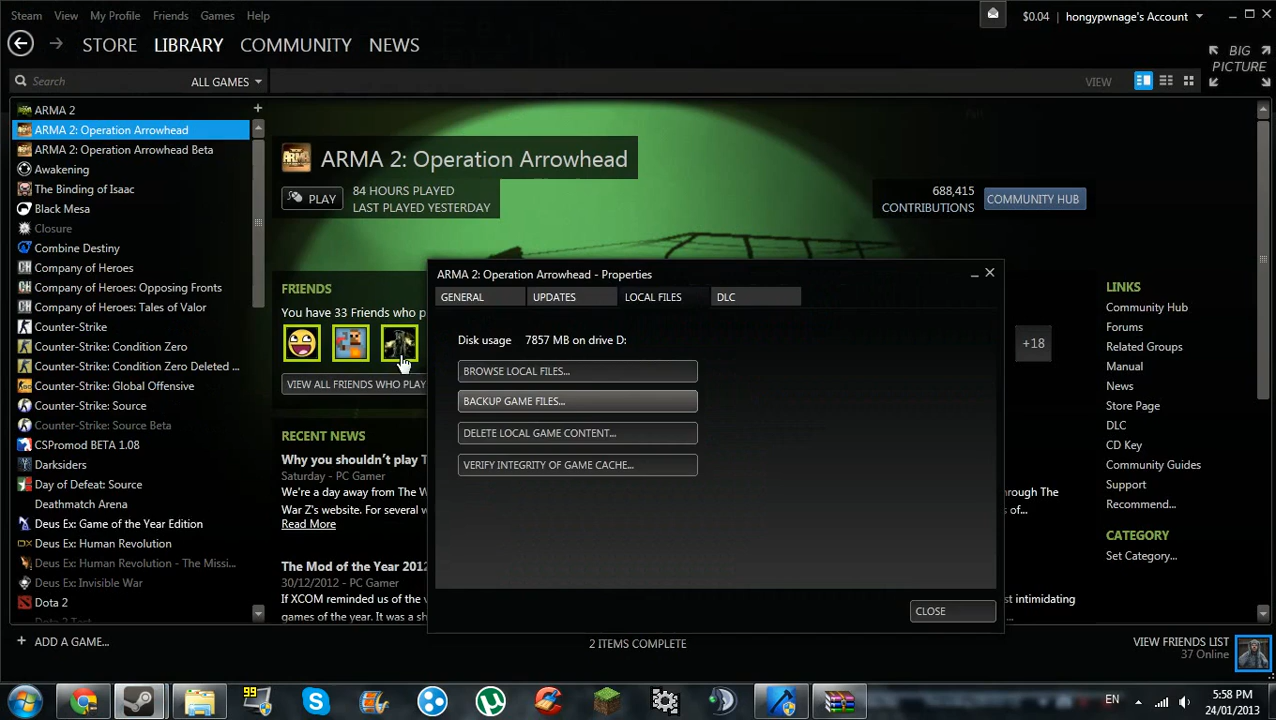 Steam View My Profile Friends Games Help
$0.04 hongypwnage's Account
STORE LIBRARY COMMUNITY NEWS
BIG
PICTURE
Search ALL GAMES VIEW
ARMA 2
ARMA 2: Operation Arrowhead
ARMA 2: Operation Arrowhead Beta
Awakening
The Binding of Isaac
Black Mesa
Closure
Combine Destiny
Company of Heroes
Company of Heroes: Opposing Fronts
Company of Heroes: Tales of Valor
Counter-Strike
Counter-Strike: Condition Zero
Counter-Strike: Condition Zero Deleted ...
Counter-Strike: Global Offensive
Counter-Strike: Source
Counter-Strike: Source Beta
CSPromod BETA 1.08
Darksiders
Day of Defeat: Source
Deathmatch Arena
Deus Ex: Game of the Year Edition
Deus Ex: Human Revolution
Deus Ex: Human Revolution - The Missi...
Deus Ex: Invisible War
Dota 2
+ ADD A GAME...
ARMA 2: Operation Arrowhead
PLAY
84 HOURS PLAYED
LAST PLAYED YESTERDAY
688,415
CONTRIBUTIONS
COMMUNITY HUB
FRIENDS
You have 33 Friends who p
+18
VIEW ALL FRIENDS WHO PLAY
RECENT NEWS
Why you shouldn't play T
Saturday - PC Gamer
We're a day away from The W
hrough The
War Z's website. For several w
of...
Read More
The Mod of the Year 2012
30/12/2012 - PC Gamer
If XCOM reminded us of the v
st intimidating
games of the year. It was a sh
ARMA 2: Operation Arrowhead - Properties
GENERAL UPDATES LOCAL FILES DLC
Disk usage 7857 MB on drive D:
BROWSE LOCAL FILES...
BACKUP GAME FILES...
DELETE LOCAL GAME CONTENT...
VERIFY INTEGRITY OF GAME CACHE...
CLOSE
LINKS
Community Hub
Forums
Related Groups
Manual
News
Store Page
DLC
CD Key
Community Guides
Support
Recommend...
CATEGORY
Set Category...
2 ITEMS COMPLETE
VIEW FRIENDS LIST
37 Online
99
EN
5:58 PM
24/01/2013